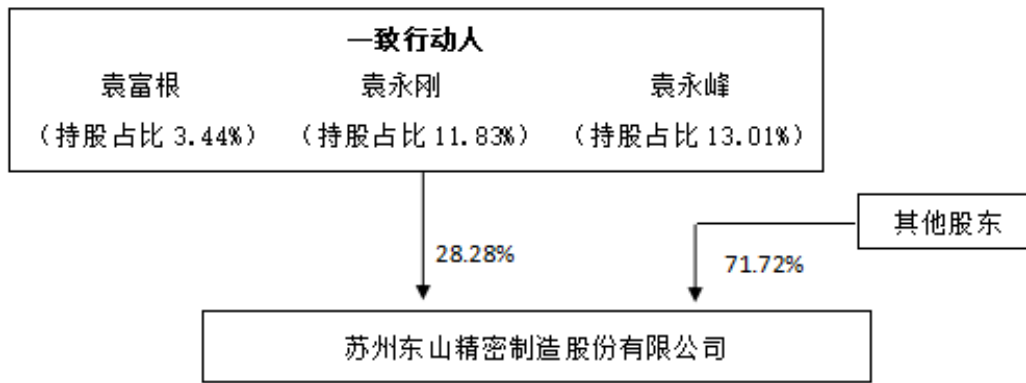 一致行动人
袁富根 袁永刚 袁永峰
（持股占比 3.44%） （持股占比 11.83%） （持股占比 13.01%）
其他股东
28.28%
71.72%
苏州东山精密制造股份有限公司